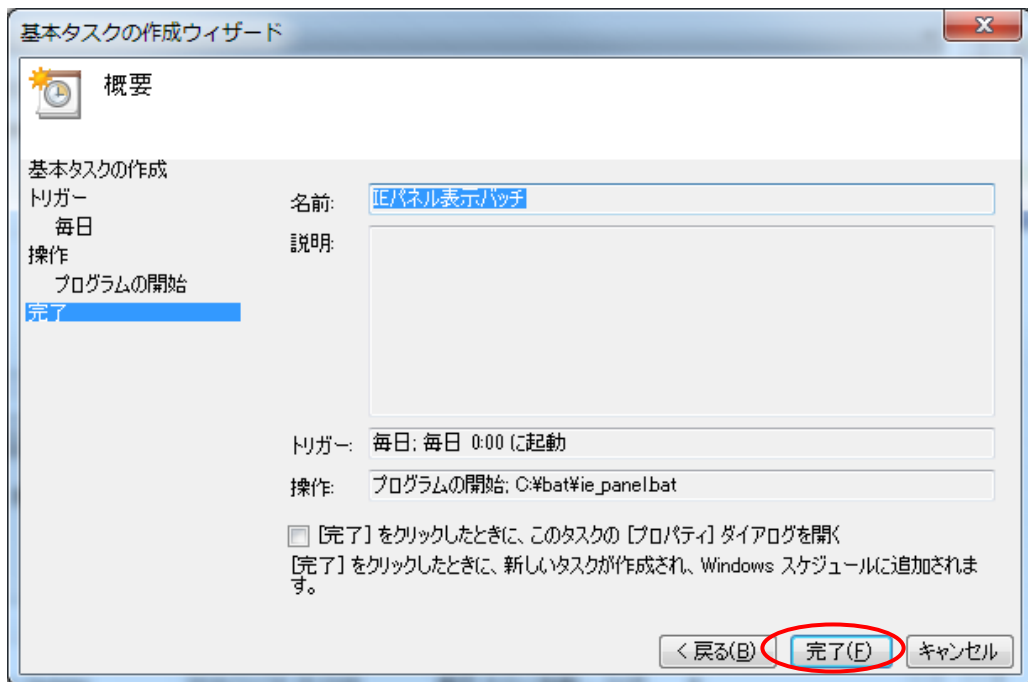 基本タスクの作成ウィザード
概要
基本タスクの作成
トリガー
毎日
操作
プログラムの開始
完了
名前: IEパネル表示バッチ
説明:
トリガー: 毎日; 毎日 0:00 に起動
操作: プログラムの開始; C:¥bat¥ie_panel.bat
[完了] をクリックしたときに、このタスクの [プロパティ] ダイアログを開く
[完了] をクリックしたときに、新しいタスクが作成され、Windows スケジュールに追加されま
す。
< 戻る(B) 完了(F) キャンセル